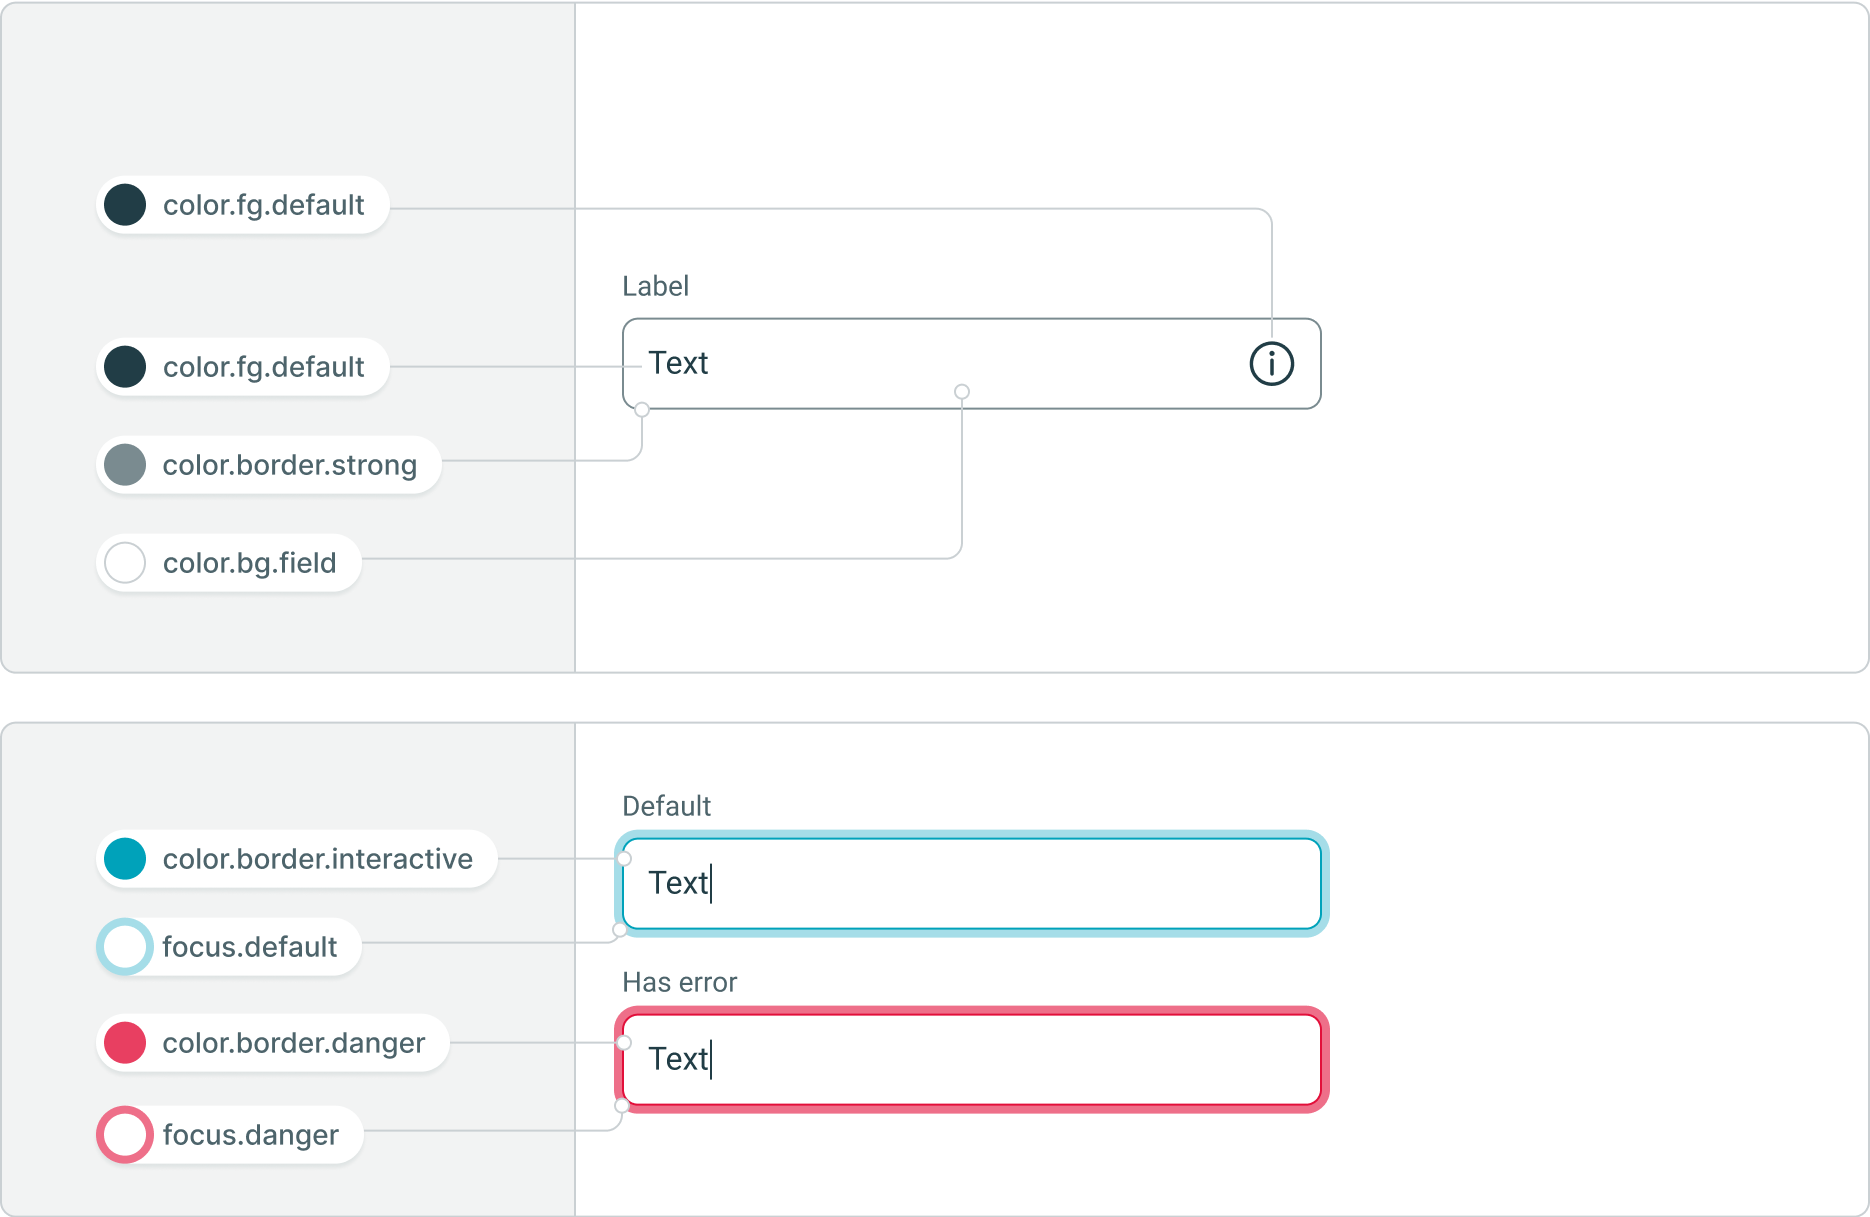 color.fg.default
Label
color.fg.default
Text
color.border.strong
color.bg.field
Default
color.border.interactive
Text
focus.default
Has error
color.border.danger
Text
focus.danger